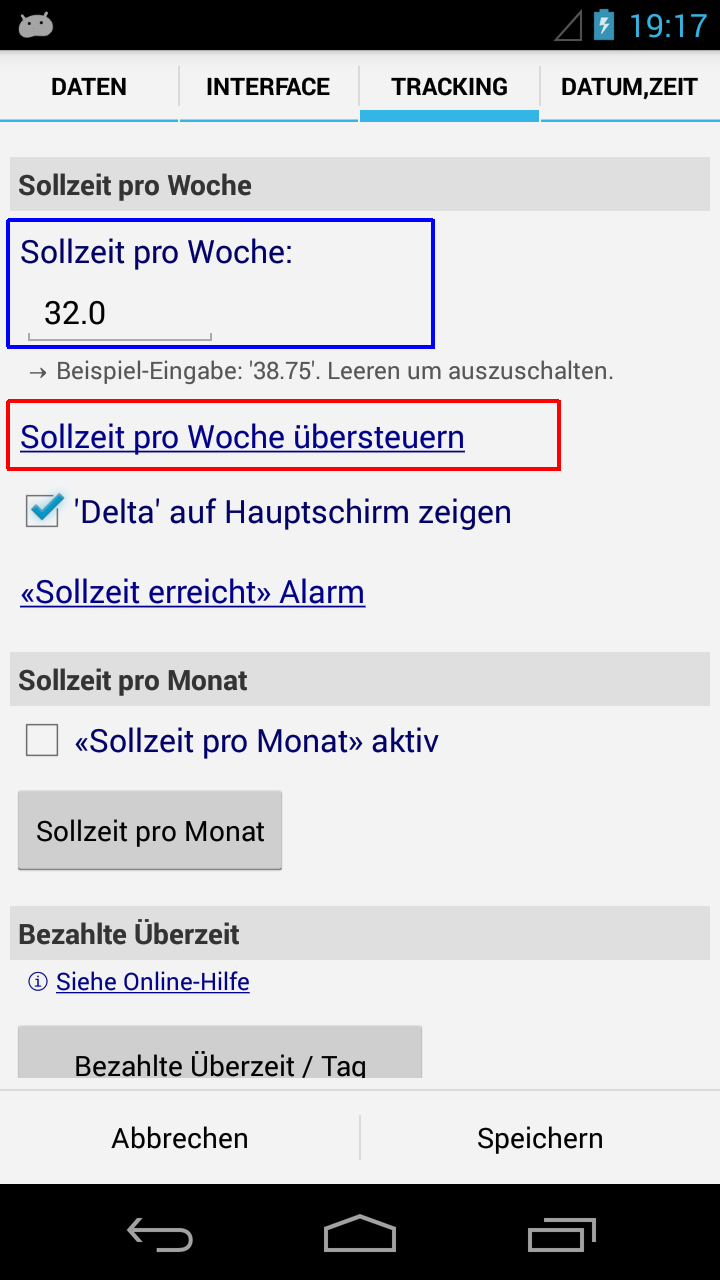 19:17
DATEN INTERFACE TRACKING DATUM,ZEIT
Sollzeit pro Woche
Sollzeit pro Woche:
32.0
→ Beispiel-Eingabe: '38.75'. Leeren um auszuschalten.
Sollzeit pro Woche übersteuern
'Delta' auf Hauptschirm zeigen
«Sollzeit erreicht» Alarm
Sollzeit pro Monat
«Sollzeit pro Monat» aktiv
Sollzeit pro Monat
Bezahlte Überzeit
Siehe Online-Hilfe
Bezahlte Überzeit / Tag
Abbrechen Speichern